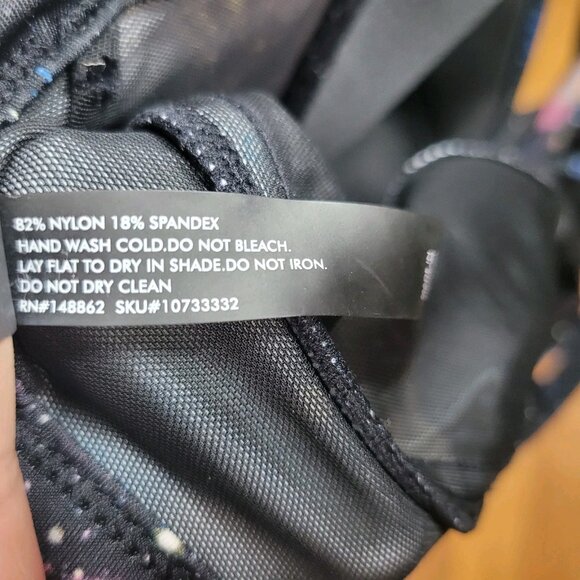 82% NYLON 18% SPANDEX
HAND WASH COLD.DO NOT BLEACH.
LAY FLAT TO DRY IN SHADE.DO NOT IRON.
DO NOT DRY CLEAN
RN#148862 SKU#10733332